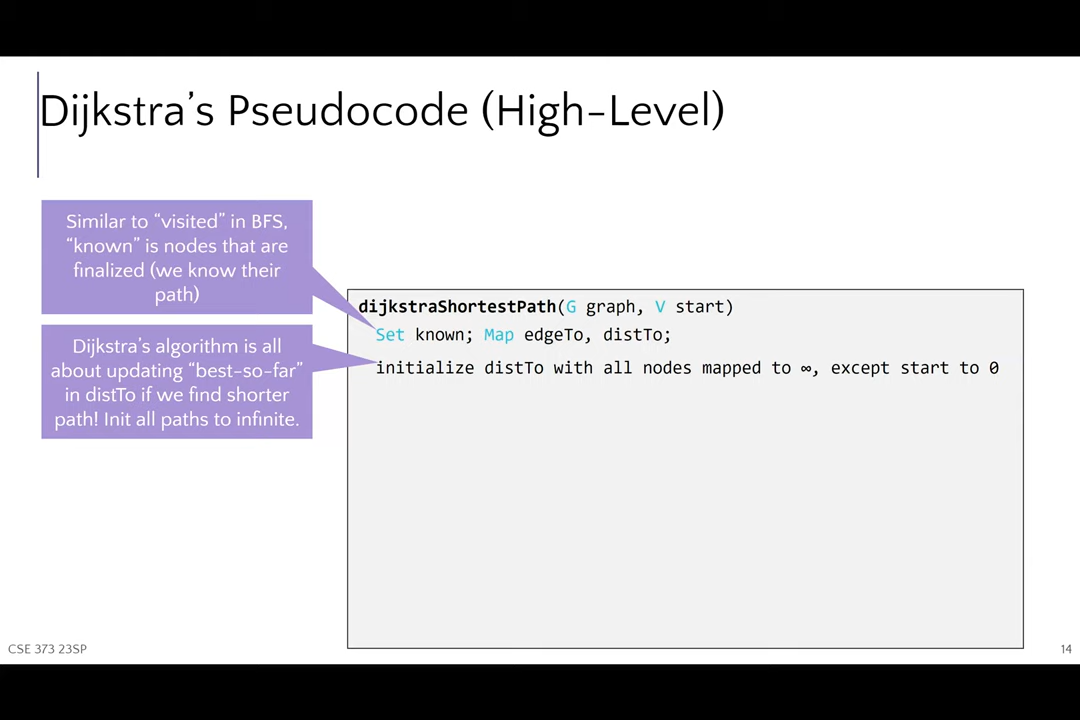 Dijkstra’s Pseudocode (High-Level)
Similar to “visited” in BFS,
“known” is nodes that are
finalized (we know their
path)
Dijkstra’s algorithm is all
about updating “best-so-far”
in distTo if we find shorter
path! Init all paths to infinite.
dijkstraShortestPath(G graph, V start)
Set known; Map edgeTo, distTo;
initialize distTo with all nodes mapped to ∞, except start to 0
CSE 373 23SP
14